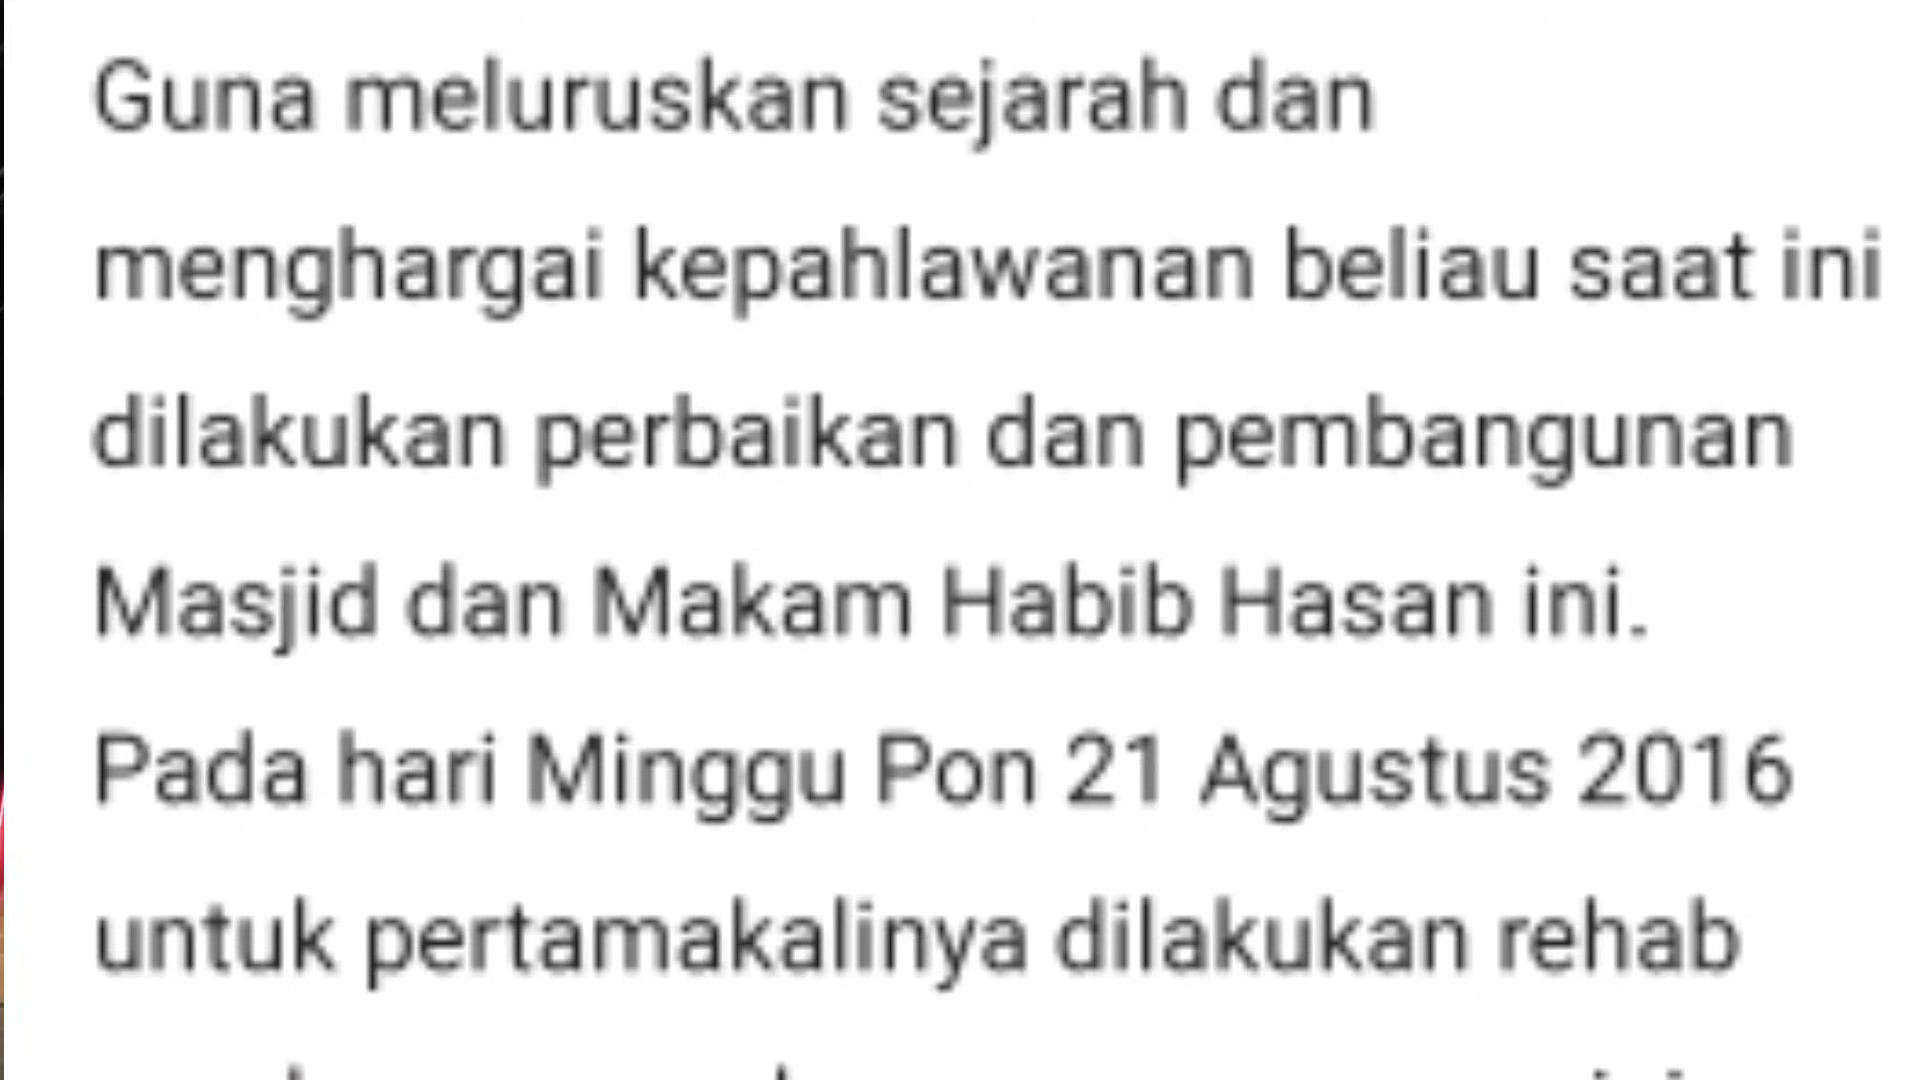 Guna meluruskan sejarah dan
menghargai kepahlawanan beliau saat ini
dilakukan perbaikan dan pembangunan
Masjid dan Makam Habib Hasan ini.
Pada hari Minggu Pon 21 Agustus 2016
untuk pertamakalinya dilakukan rehab